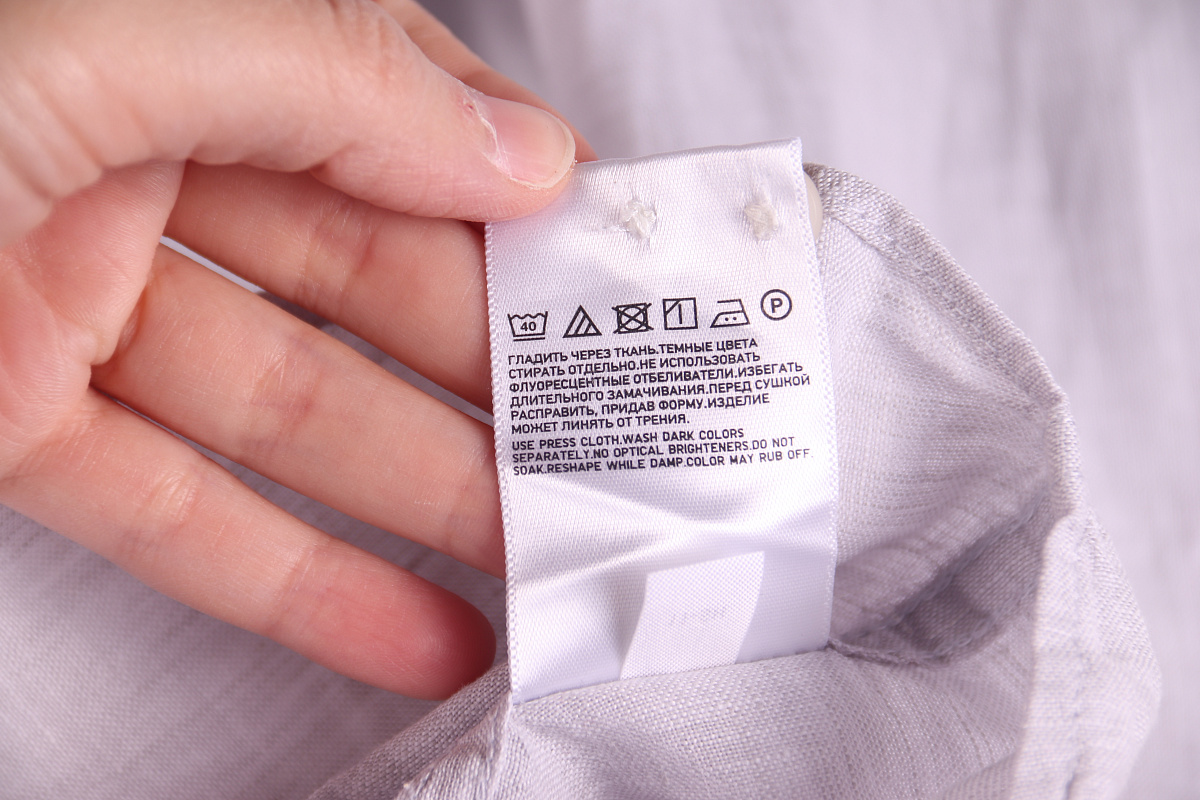 40 P
ГЛАДИТЬ ЧЕРЕЗ ТКАНЬ.ТЕМНЫЕ ЦВЕТА
СТИРАТЬ ОТДЕЛЬНО.НЕ ИСПОЛЬЗОВАТЬ
ФЛУОРЕСЦЕНТНЫЕ ОТБЕЛИВАТЕЛИ.ИЗБЕГАТЬ
ДЛИТЕЛЬНОГО ЗАМАЧИВАНИЯ.ПЕРЕД СУШКОЙ
РАСПРАВИТЬ, ПРИДАВ ФОРМУ.ИЗДЕЛИЕ
МОЖЕТ ЛИНЯТЬ ОТ ТРЕНИЯ.
USE PRESS CLOTH.WASH DARK COLORS
SEPARATELY.NO OPTICAL BRIGHTENERS.DO NOT
SOAK.RESHAPE WHILE DAMP.COLOR MAY RUB OFF.